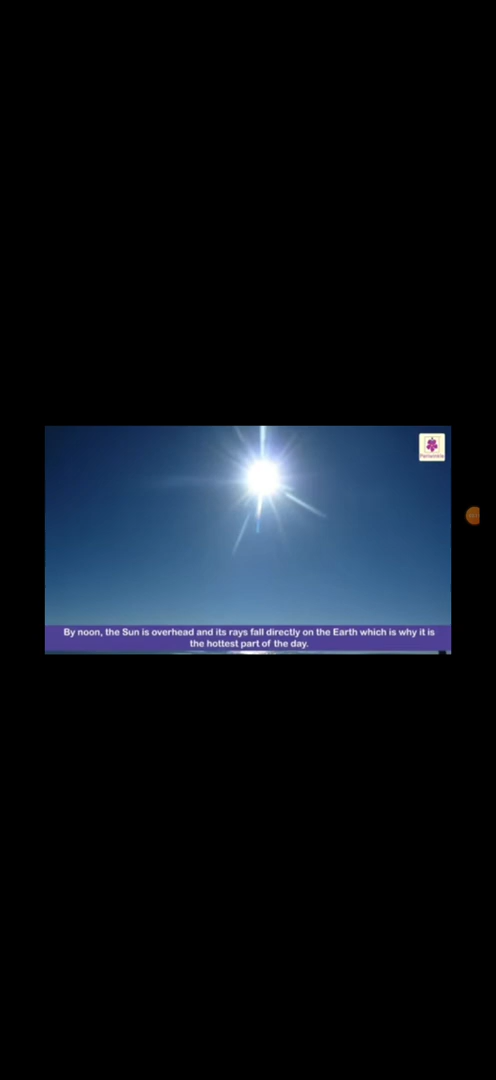 Periwinkle
By noon, the Sun is overhead and its rays fall directly on the Earth which is why it is
the hottest part of the day.